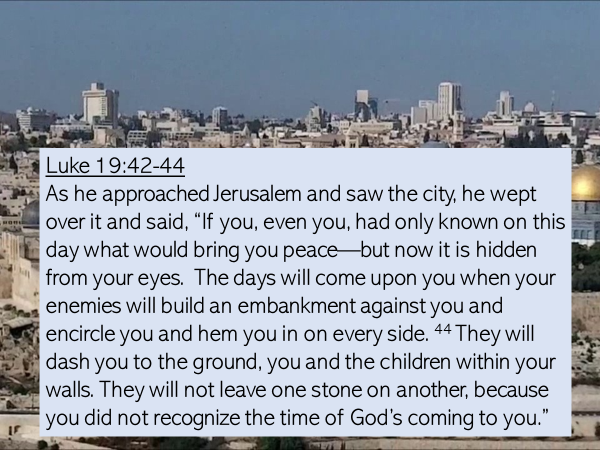 Luke 19:42-44
As he approached Jerusalem and saw the city, he wept
over it and said, “If you, even you, had only known on this
day what would bring you peace—but now it is hidden
from your eyes.  The days will come upon you when your
enemies will build an embankment against you and
encircle you and hem you in on every side. ⁴⁴ They will
dash you to the ground, you and the children within your
walls. They will not leave one stone on another, because
you did not recognize the time of God’s coming to you.”